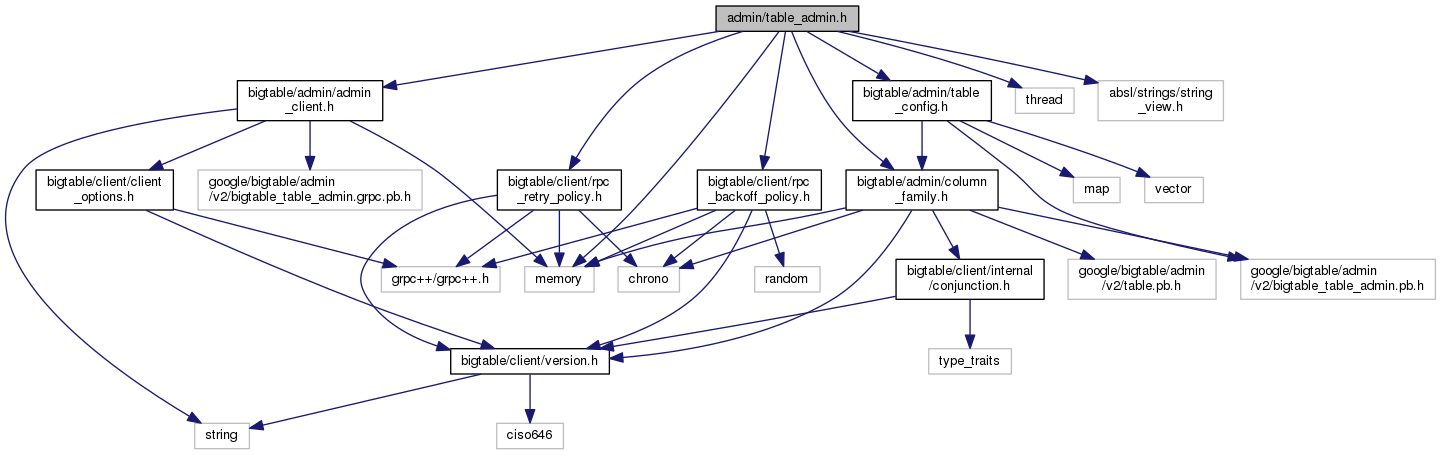 admin/table_admin.h
bigtable/admin/admin
_client.h
bigtable/admin/table
_config.h
thread
absl/strings/string
_view.h
bigtable/client/client
_options.h
google/bigtable/admin
/v2/bigtable_table_admin.grpc.pb.h
bigtable/client/rpc
_retry_policy.h
bigtable/client/rpc
_backoff_policy.h
bigtable/admin/column
_family.h
map
vector
grpc++/grpc++.h
memory
chrono
random
bigtable/client/internal
/conjunction.h
google/bigtable/admin
/v2/table.pb.h
google/bigtable/admin
/v2/bigtable_table_admin.pb.h
bigtable/client/version.h
type_traits
string
ciso646